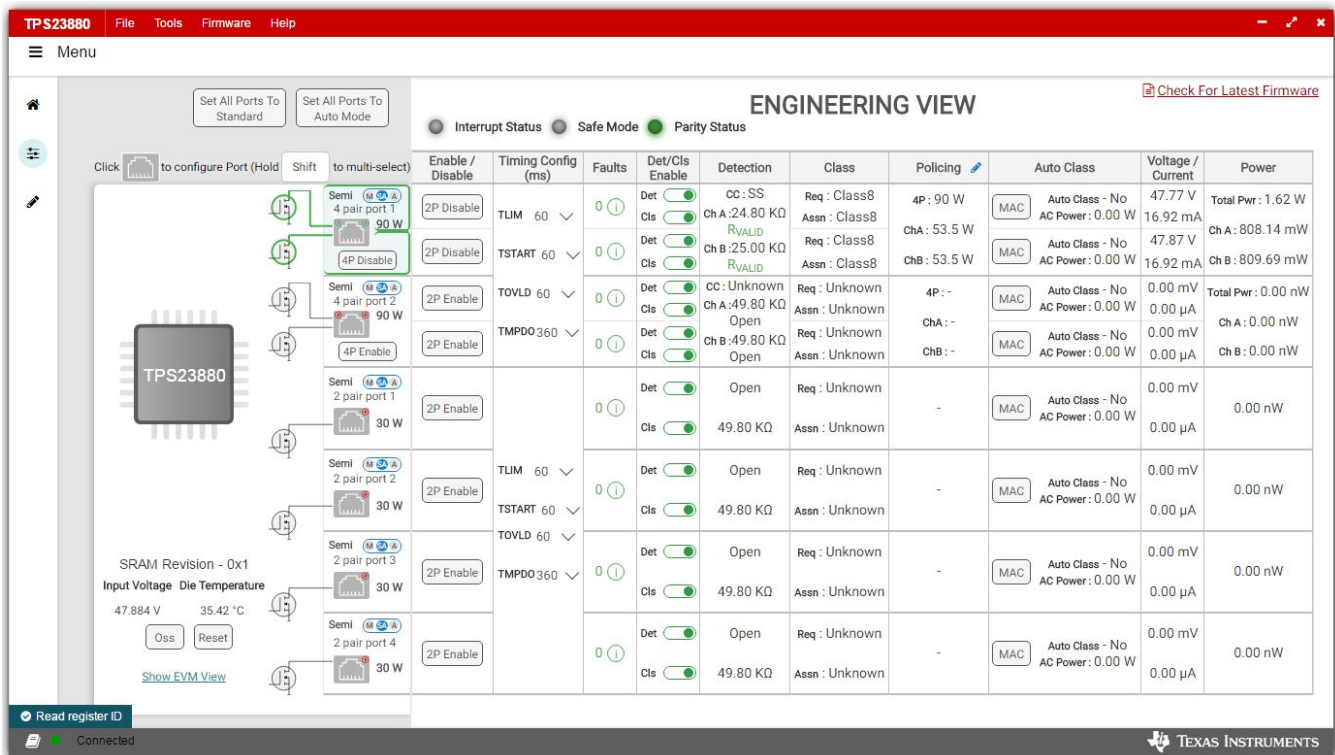 TPS23880 File Tools Firmware Help
Menu
Check For Latest Firmware
Set All Ports To Standard
Set All Ports To Auto Mode
ENGINEERING VIEW
Interrupt Status Safe Mode Parity Status
Click to configure Port (Hold Shift to multi-select)
Enable / Disable Timing Config (ms) Faults Det/Cls Enable Detection Class Policing Auto Class Voltage / Current Power
Semi M SA A
4 pair port 1
90 W
4P Disable
2P Disable
2P Disable
TLIM 60
TSTART 60
TOVLD 60
TMPDO 360
0 i
0 i
Det
Cls
Det
Cls
CC : SS
Ch A :24.80 KΩ
RVALID
Ch B :25.00 KΩ
RVALID
Req : Class8
Assn : Class8
Req : Class8
Assn : Class8
4P : 90 W
ChA : 53.5 W
ChB : 53.5 W
MAC Auto Class - No
AC Power : 0.00 W
MAC Auto Class - No
AC Power : 0.00 W
47.77 V
16.92 mA
47.87 V
16.92 mA
Total Pwr : 1.62 W
Ch A : 808.14 mW
Ch B : 809.69 mW
Semi M SA A
4 pair port 2
90 W
4P Enable
2P Enable
2P Enable
0 i
0 i
Det
Cls
Det
Cls
CC : Unknown
Ch A :49.80 KΩ
Open
Ch B :49.80 KΩ
Open
Req : Unknown
Assn : Unknown
Req : Unknown
Assn : Unknown
4P : -
ChA : -
ChB : -
MAC Auto Class - No
AC Power : 0.00 W
MAC Auto Class - No
AC Power : 0.00 W
0.00 mV
0.00 µA
0.00 mV
0.00 µA
Total Pwr : 0.00 nW
Ch A : 0.00 nW
Ch B : 0.00 nW
TPS23880
Semi M SA A
2 pair port 1
30 W
2P Enable
0 i
Det
Cls
Open
49.80 KΩ
Req : Unknown
Assn : Unknown
-
MAC Auto Class - No
AC Power : 0.00 W
0.00 mV
0.00 µA
0.00 nW
Semi M SA A
2 pair port 2
30 W
2P Enable
TLIM 60
TSTART 60
TOVLD 60
TMPDO 360
0 i
Det
Cls
Open
49.80 KΩ
Req : Unknown
Assn : Unknown
-
MAC Auto Class - No
AC Power : 0.00 W
0.00 mV
0.00 µA
0.00 nW
Semi M SA A
2 pair port 3
30 W
2P Enable
0 i
Det
Cls
Open
49.80 KΩ
Req : Unknown
Assn : Unknown
-
MAC Auto Class - No
AC Power : 0.00 W
0.00 mV
0.00 µA
0.00 nW
Semi M SA A
2 pair port 4
30 W
2P Enable
0 i
Det
Cls
Open
49.80 KΩ
Req : Unknown
Assn : Unknown
-
MAC Auto Class - No
AC Power : 0.00 W
0.00 mV
0.00 µA
0.00 nW
SRAM Revision - 0x1
Input Voltage Die Temperature
47.884 V 35.42 °C
Oss Reset
Show EVM View
Read register ID
Connected
TEXAS INSTRUMENTS